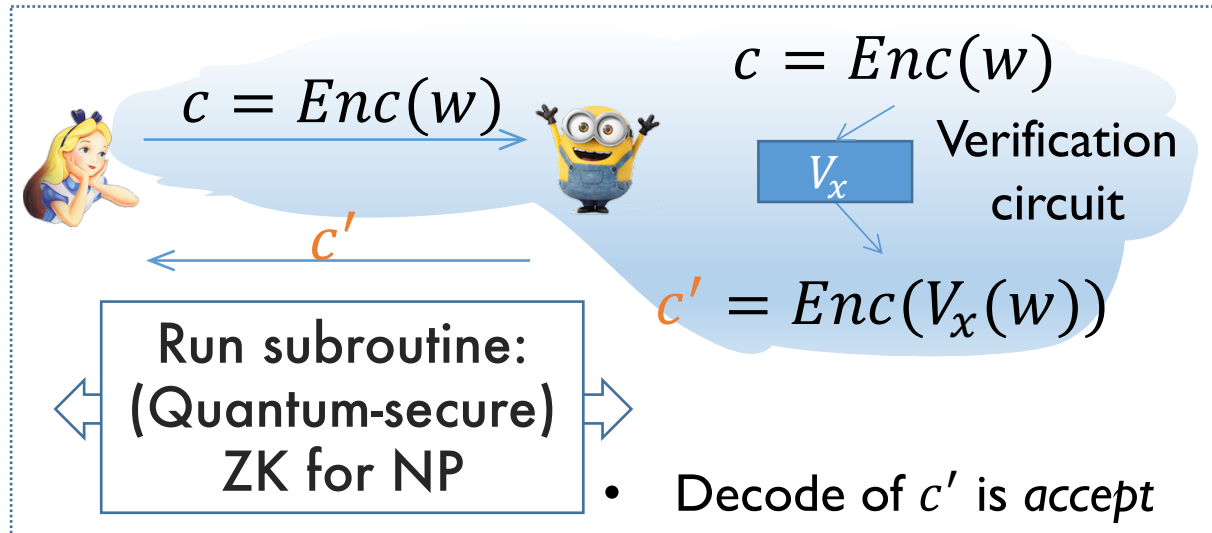 c = Enc(w)
c = Enc(w)
V_x
Verification
circuit
c′
c′ = Enc(V_x(w))
Run subroutine:
(Quantum-secure)
ZK for NP
• Decode of c′ is accept